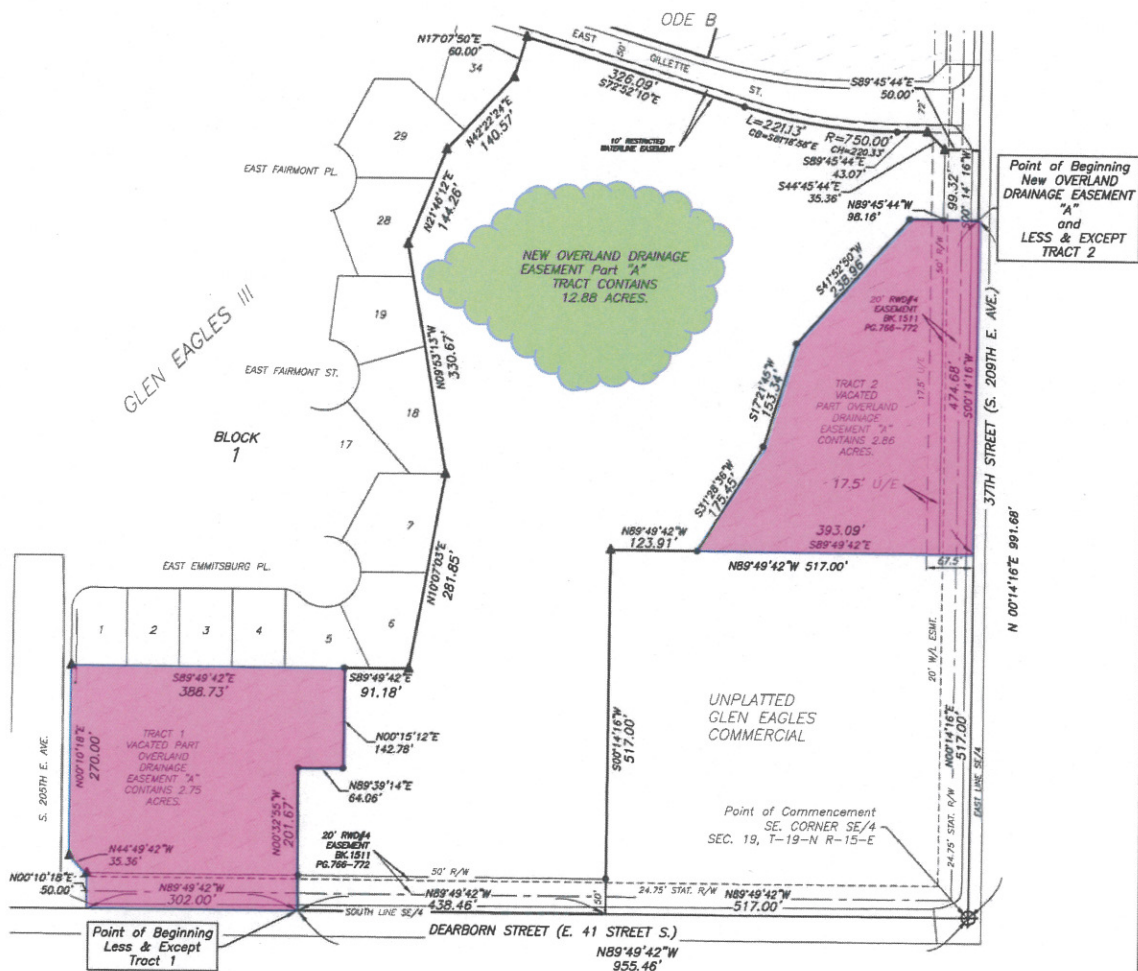 ODE B
N17°07'50"E
60.00'
34
EAST
50'
GILLETTE
ST.
326.09'
S72°52'10"E
S89°45'44"E
50.00'
72'
L=221.13'
R=750.00'
CB=S81°18'58"E
CH=220.33'
S89°45'44"E
43.07'
S44°45'44"E
35.36'
10' RESTRICTED
WATERLINE EASEMENT
N42°22'24"E
140.57'
29
EAST FAIRMONT PL.
28
N21°46'12"E
144.26'
99.32'
S00°14'16"W
Point of Beginning
New OVERLAND
DRAINAGE EASEMENT
"A"
and
LESS & EXCEPT
TRACT 2
N89°45'44"W
98.16'
50' R/W
NEW OVERLAND DRAINAGE
EASEMENT Part "A"
TRACT CONTAINS
12.88 ACRES.
S41°52'50"W
238.96'
20' RWD#4
EASEMENT
BK.1511
PG.766-772
17.5' U/E
474.68'
S00°14'16"W
37TH STREET (S. 209TH E. AVE.)
N 00°14'16"E 991.68'
GLEN EAGLES III
19
EAST FAIRMONT ST.
N09°53'13"W
330.67'
18
17
BLOCK
1
S17°21'45"W
153.34'
TRACT 2
VACATED
PART OVERLAND
DRAINAGE
EASEMENT "A"
CONTAINS 2.86
ACRES.
17.5' U/E
S31°28'36"W
175.45'
7
N89°49'42"W
123.91'
393.09'
S89°49'42"E
N89°49'42"W 517.00'
67.5'
EAST EMMITSBURG PL.
N10°07'03"E
281.85'
1
2
3
4
5
6
S89°49'42"E
388.73'
S89°49'42"E
91.18'
S. 205TH E. AVE.
N00°10'18"E
270.00'
TRACT 1
VACATED PART
OVERLAND
DRAINAGE
EASEMENT "A"
CONTAINS 2.75
ACRES.
N00°15'12"E
142.78'
N89°39'14"E
64.06'
N00°32'55"W
201.67'
S00°14'16"W
517.00'
UNPLATTED
GLEN EAGLES
COMMERCIAL
20' W/L ESMT.
24.75' STAT. R/W
N00°14'16"E
517.00'
EAST LINE SE/4
Point of Commencement
SE. CORNER SE/4
SEC. 19, T-19-N R-15-E
N44°49'42"W
35.36'
20' RWD#4
EASEMENT
BK.1511
PG.766-772
N00°10'18"E
50.00'
50' R/W
N89°49'42"W
302.00'
N89°49'42"W
438.46'
50'
24.75' STAT. R/W
N89°49'42"W
517.00'
SOUTH LINE SE/4
Point of Beginning
Less & Except
Tract 1
DEARBORN STREET (E. 41 STREET S.)
N89°49'42"W
955.46'